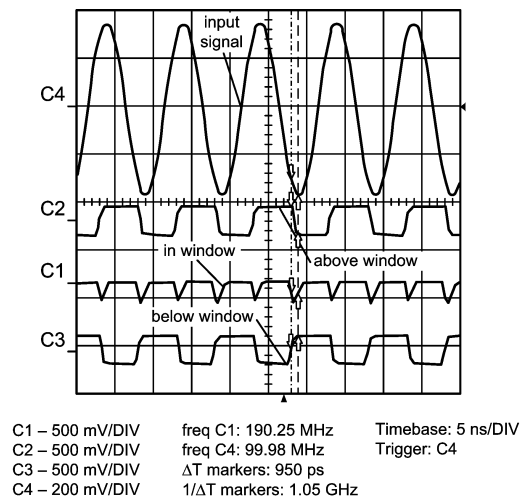 input
signal
C4
C2
in window
above window
C1
below window
C3
C1 – 500 mV/DIV freq C1: 190.25 MHz Timebase: 5 ns/DIV
C2 – 500 mV/DIV freq C4: 99.98 MHz Trigger: C4
C3 – 500 mV/DIV ΔT markers: 950 ps
C4 – 200 mV/DIV 1/ΔT markers: 1.05 GHz